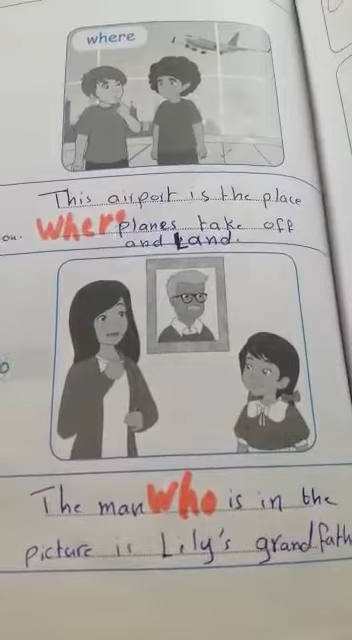 where
This airport is the place
ou. where planes take off
and Land.
The man who is in the
picture is Lily's grandfath